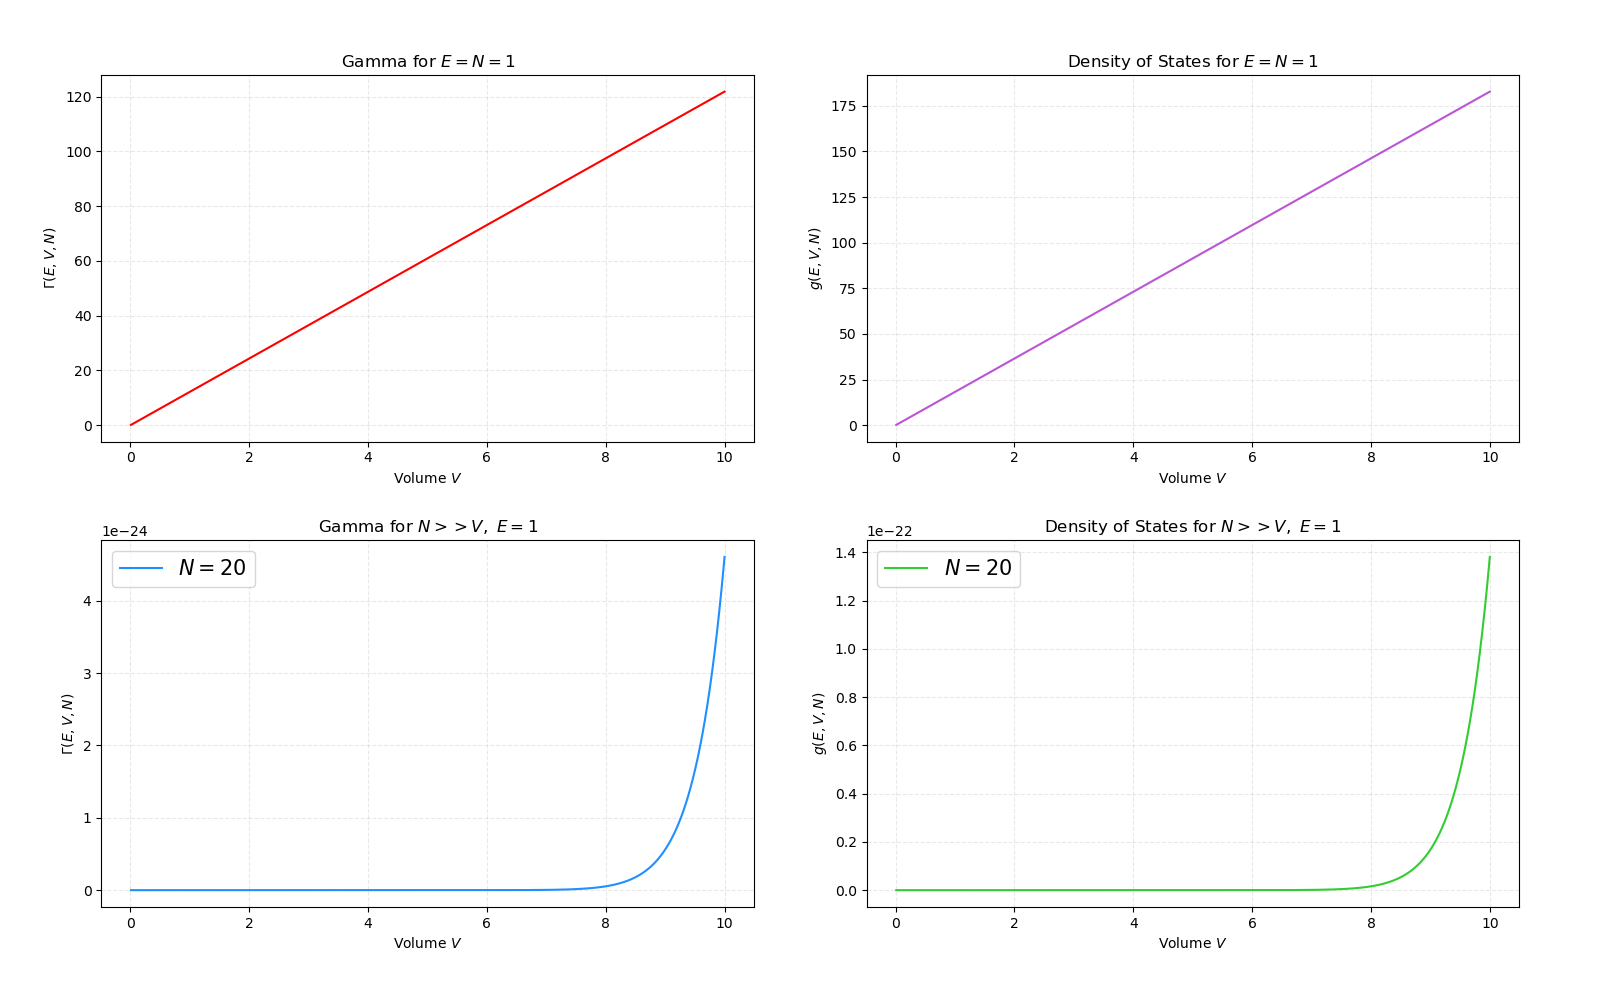 Gamma for E = N = 1
120
100
80
60
40
20
0
Γ(E, V, N)
0 2 4 6 8 10
Volume V
Density of States for E = N = 1
175
150
125
100
75
50
25
0
g(E, V, N)
0 2 4 6 8 10
Volume V
Gamma for N >> V, E = 1
1e−24
N = 20
4
3
2
1
0
Γ(E, V, N)
0 2 4 6 8 10
Volume V
Density of States for N >> V, E = 1
1e−22
N = 20
1.4
1.2
1.0
0.8
0.6
0.4
0.2
0.0
g(E, V, N)
0 2 4 6 8 10
Volume V